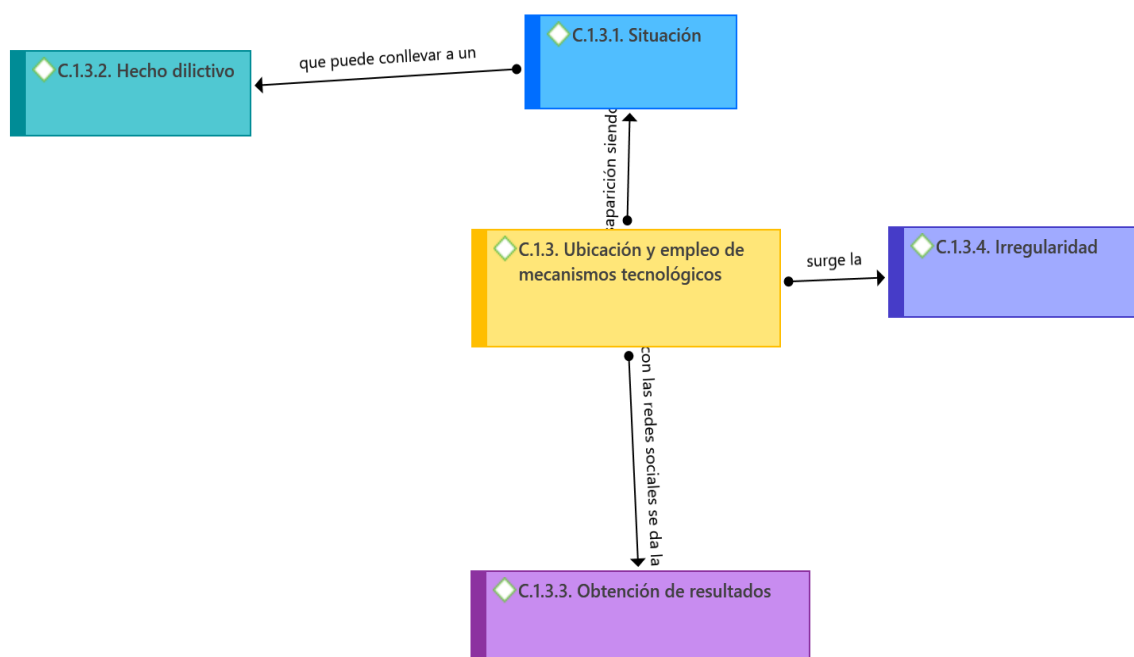 C.1.3.1. Situación
que puede conllevar a un
C.1.3.2. Hecho dilictivo
siendo
C.1.3. Ubicación y empleo de
mecanismos tecnológicos
surge la
C.1.3.4. Irregularidad
con las redes sociales se da la
C.1.3.3. Obtención de resultados